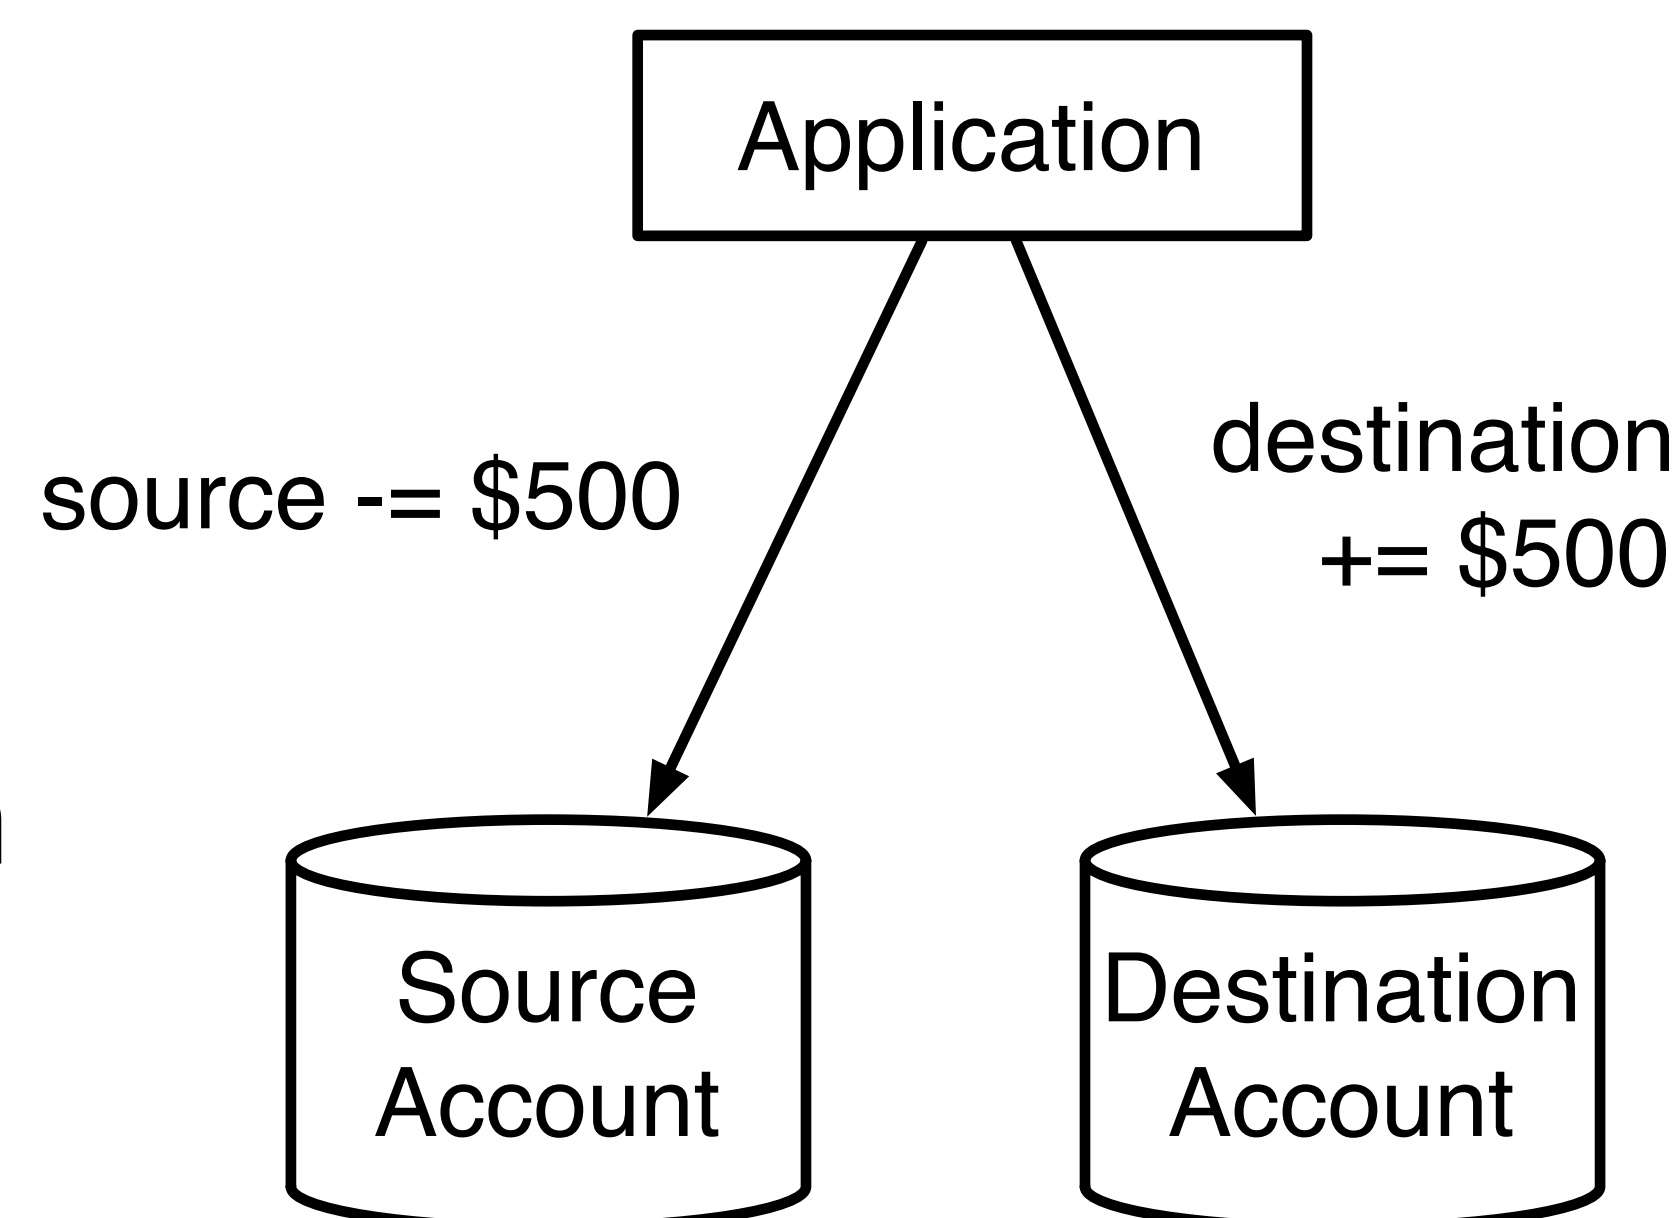 Application
source -= $500
destination
+= $500
Source
Account
Destination
Account